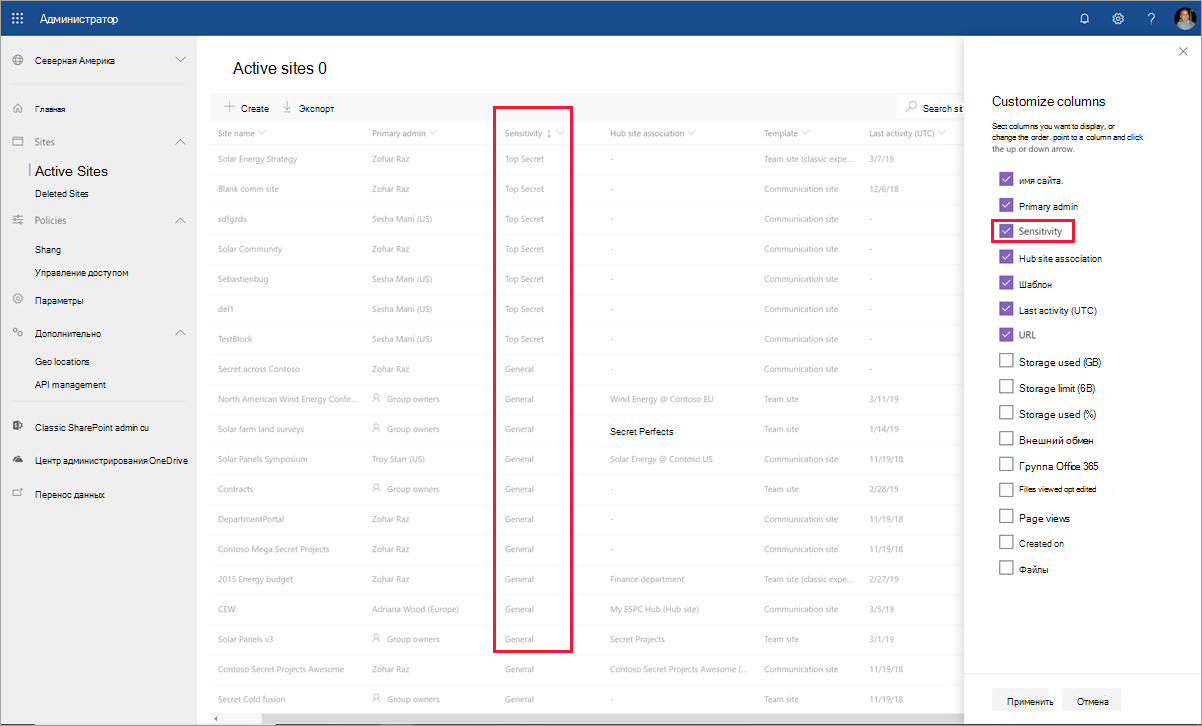 Администратор
Северная Америка
Главная
Sites
Active Sites
Deleted Sites
Policies
Shang
Управление доступом
Параметры
Дополнительно
Geo locations
API management
Classic SharePoint admin cu
Центр администрирования OneDrive
Перенос данных
Active sites 0
Create Экспорт Search sit
Site name Primary admin Sensitivity Hub site association Template Last activity (UTC)
Solar Energy Strategy Zohar Raz Top Secret - Team site (classic expe... 3/7/19
Blank comm site Zohar Raz Top Secret - Communication site 12/6/18
sdfgzds Sesha Mani (US) Top Secret - Communication site -
Solar Community Zohar Raz Top Secret - Communication site -
Sebastienbug Sesha Mani (US) Top Secret - Communication site -
del1 Sesha Mani (US) Top Secret - Communication site -
TestBlock Sesha Mani (US) Top Secret - Communication site -
Secret across Contoso Zohar Raz General - Communication site -
North American Wind Energy Confe... Group owners General Wind Energy @ Contoso EU Team site 3/11/19
Solar farm land surveys Group owners General Secret Perfects Team site 1/14/19
Solar Panels Symposium Troy Starr (US) General Solar Energy @ Contoso US Communication site 11/19/18
Contracts Group owners General - Team site 2/28/19
DepartmentPortal Zohar Raz General - Communication site 11/19/18
Contoso Mega Secret Projects Zohar Raz General - Communication site 11/19/18
2015 Energy budget Zohar Raz General Finance department Team site (classic expe... 2/27/19
CEW Adriana Wood (Europe) General My ESPC Hub (Hub site) Communication site 3/5/19
Solar Panels v3 Group owners General Secret Projects Team site 3/1/19
Contoso Secret Projects Awesome Zohar Raz General Contoso Secret Projects Awesome (... Communication site 11/19/18
Secret Cold fusion Group owners General - Team site 11/19/18
Customize columns
Sect columns you want to display, or
change the order. point to a column and click
the up or down arrow.
имя сайта.
Primary admin
Sensitivity
Hub site association
Шаблон
Last activity (UTC)
URL
Storage used (GB)
Storage limit (6B)
Storage used (%)
Внешний обмен
Группа Office 365
Files viewed opt edited
Page views
Created on
Файлы
Применить Отмена